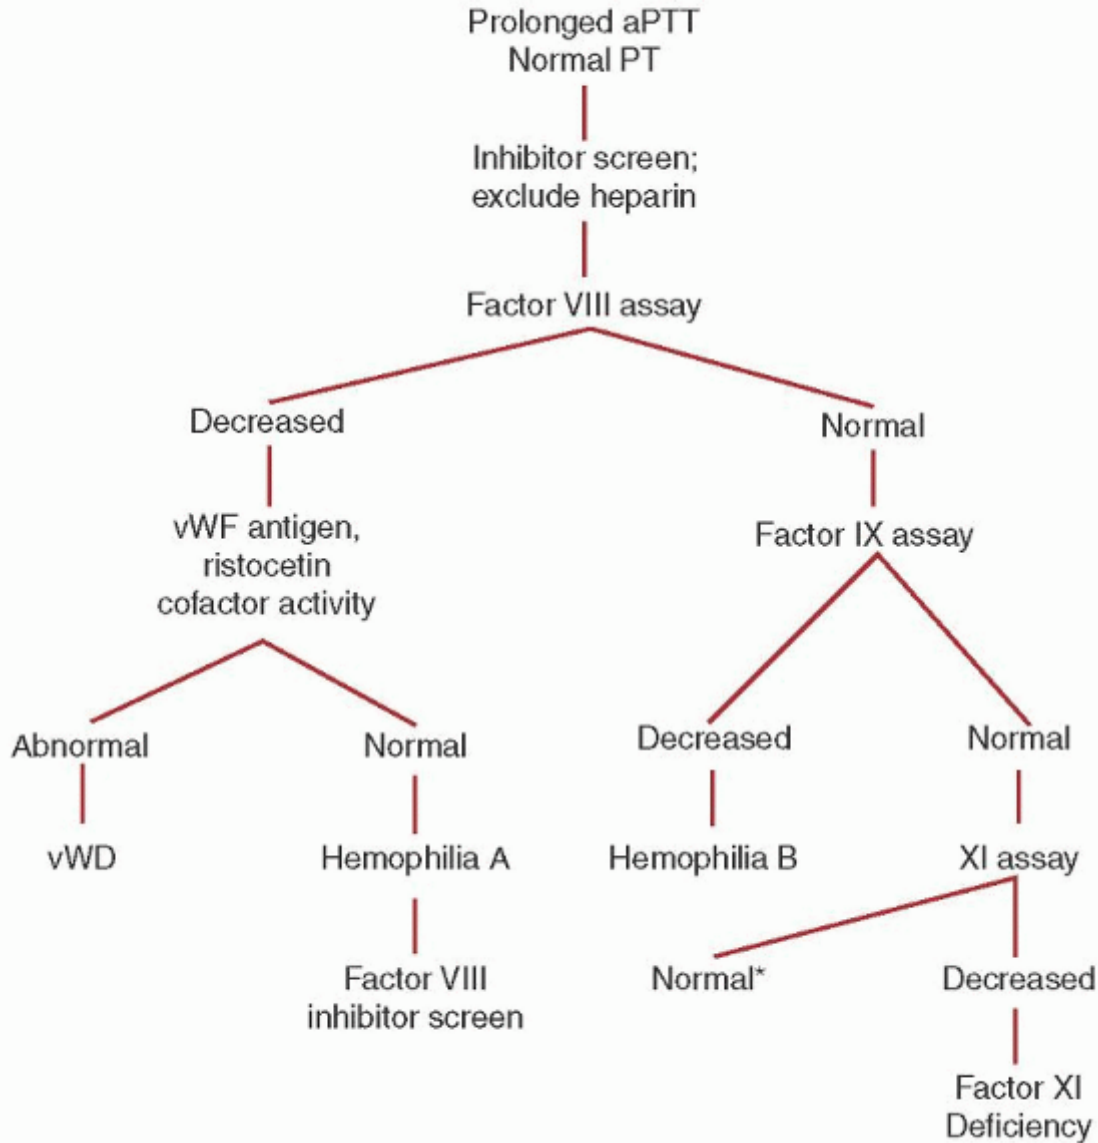 Prolonged aPTT
Normal PT
Inhibitor screen;
exclude heparin
Factor VIII assay
Decreased
Normal
vWF antigen,
ristocetin
cofactor activity
Factor IX assay
Abnormal
Normal
Decreased
Normal
vWD
Hemophilia A
Hemophilia B
XI assay
Factor VIII
inhibitor screen
Normal*
Decreased
Factor XI
Deficiency